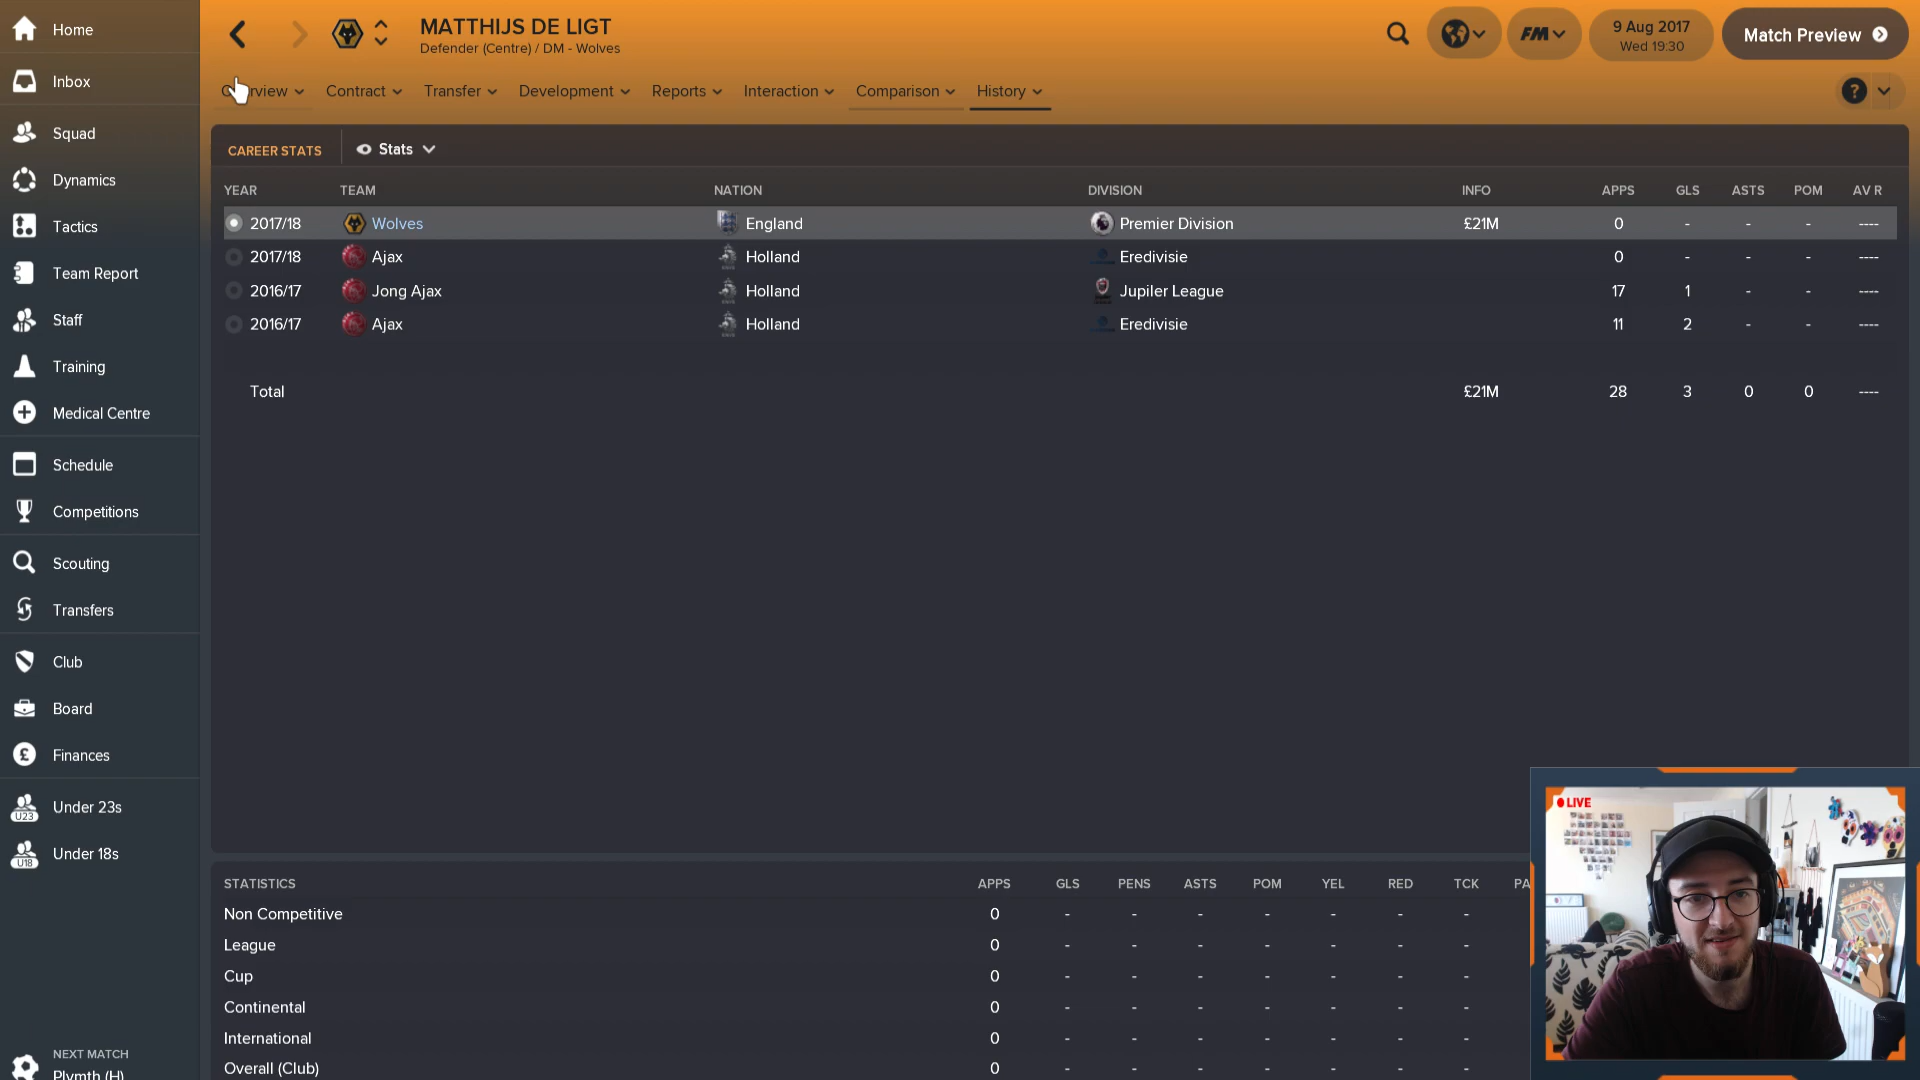 Home
Inbox
Squad
Dynamics
Tactics
Team Report
Staff
Training
Medical Centre
Schedule
Competitions
Scouting
Transfers
Club
Board
Finances
U23 Under 23s
U18 Under 18s
NEXT MATCH
Plymth (H)
MATTHIJS DE LIGT
Defender (Centre) / DM - Wolves
FM
9 Aug 2017
Wed 19:30
Match Preview
Contract Transfer Development Reports Interaction Comparison History
?
CAREER STATS Stats
YEAR TEAM NATION DIVISION INFO APPS GLS ASTS POM AV R
2017/18 Wolves England Premier Division £21M 0 - - - ----
2017/18 Ajax Holland Eredivisie 0 - - - ----
2016/17 Jong Ajax Holland Jupiler League 17 1 - - ----
2016/17 Ajax Holland Eredivisie 11 2 - - ----
Total £21M 28 3 0 0 ----
STATISTICS APPS GLS PENS ASTS POM YEL RED TCK PA
Non Competitive 0 - - - - - - -
League 0 - - - - - - -
Cup 0 - - - - - - -
Continental 0 - - - - - - -
International 0 - - - - - - -
Overall (Club) 0 - - - - - - -
LIVE